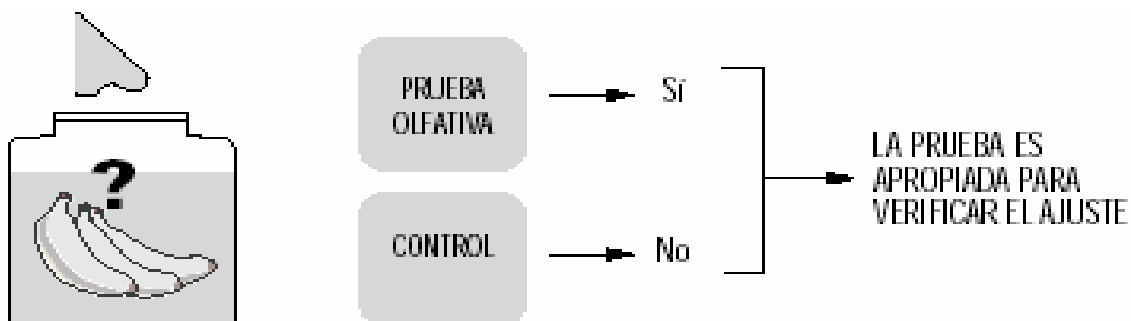 ?
PRUEBA
OLFATIVA
Sí
CONTROL
No
LA PRUEBA ES
APROPIADA PARA
VERIFICAR EL AJUSTE